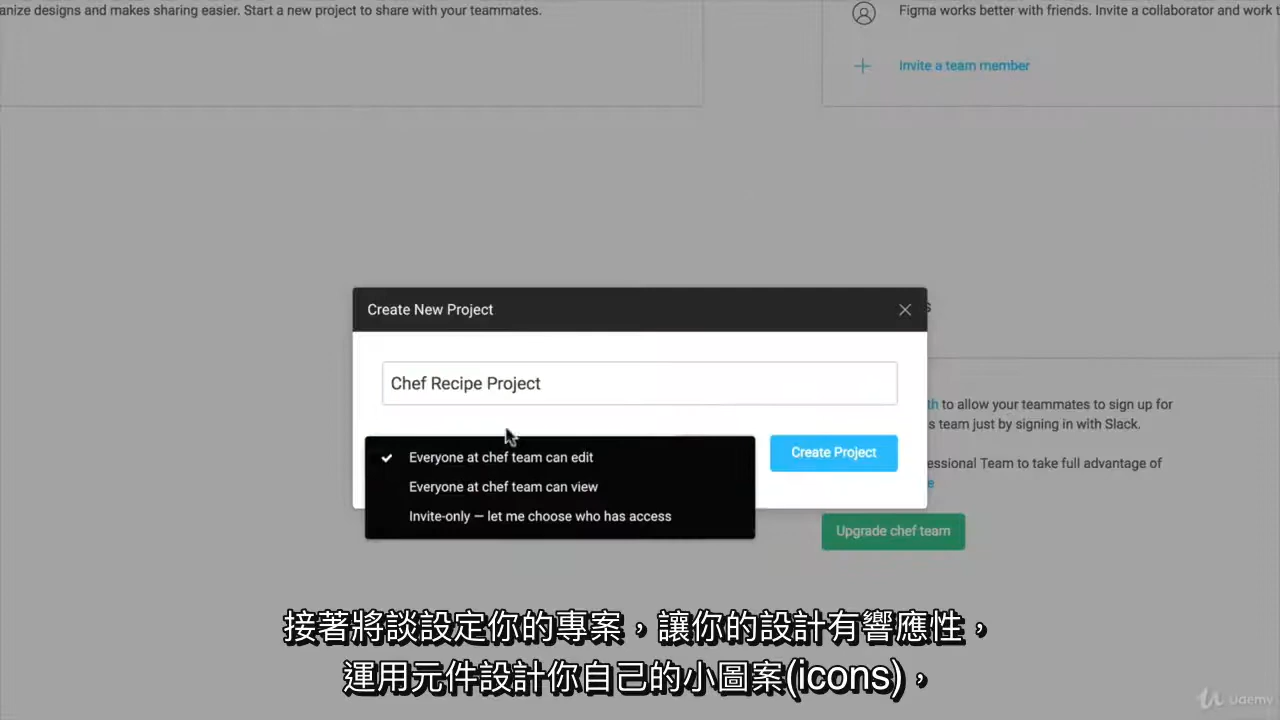 anize designs and makes sharing easier. Start a new project to share with your teammates.
Figma works better with friends. Invite a collaborator and work t
Invite a team member
Create New Project
s
Chef Recipe Project
th to allow your teammates to sign up for
s team just by signing in with Slack.
Everyone at chef team can edit
Create Project
essional Team to take full advantage of
e
Everyone at chef team can view
Invite-only — let me choose who has access
Upgrade chef team
接著將談設定你的專案，讓你的設計有響應性，
運用元件設計你自己的小圖案(icons)，
Udemy